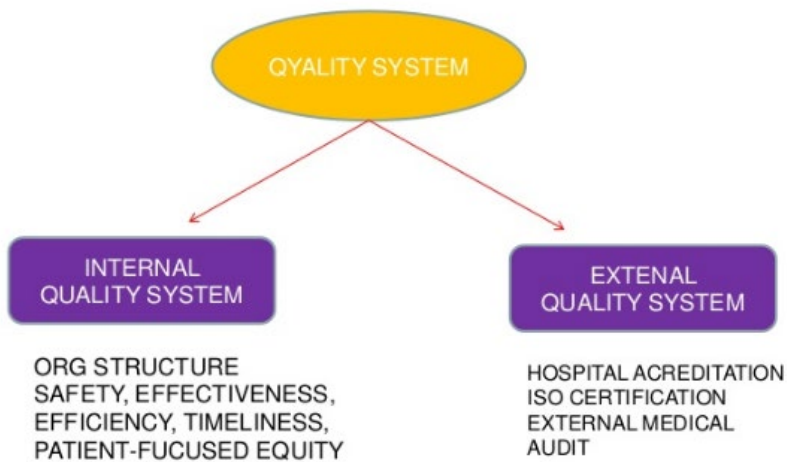 QYALITY SYSTEM
INTERNAL
QUALITY SYSTEM
ORG STRUCTURE
SAFETY, EFFECTIVENESS,
EFFICIENCY, TIMELINESS,
PATIENT-FUCUSED EQUITY
EXTENAL
QUALITY SYSTEM
HOSPITAL ACREDITATION
ISO CERTIFICATION
EXTERNAL MEDICAL
AUDIT